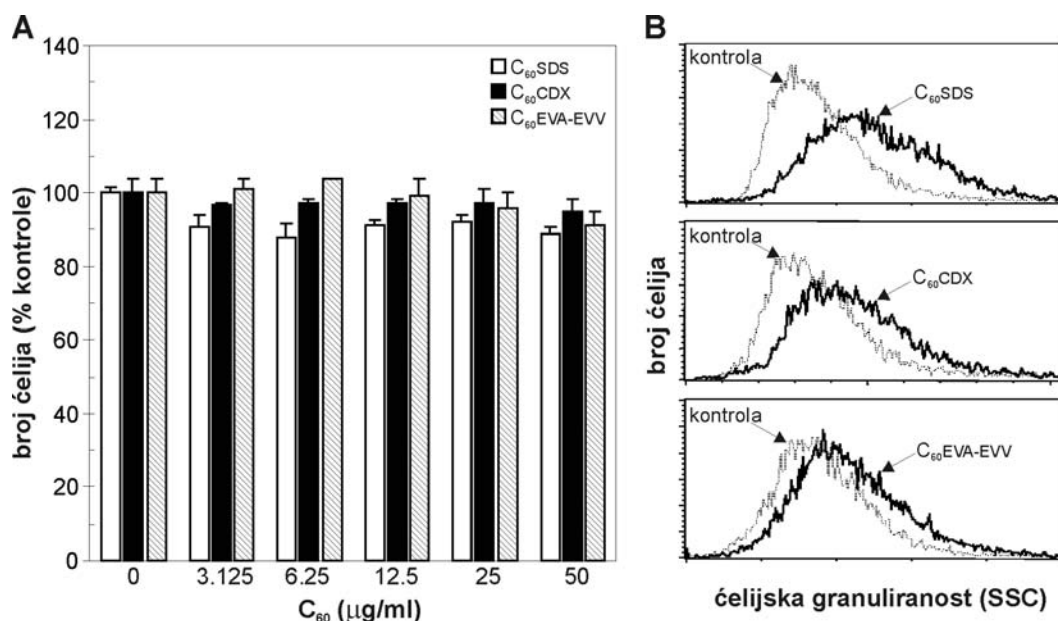 A
140
120
100
80
60
40
20
0
broj ćelija (% kontrole)
C₆₀SDS
C₆₀CDX
C₆₀EVA-EVV
0 3.125 6.25 12.5 25 50
C₆₀ (µg/ml)
B
kontrola
C₆₀SDS
kontrola
C₆₀CDX
kontrola
C₆₀EVA-EVV
broj ćelija
ćelijska granuliranost (SSC)